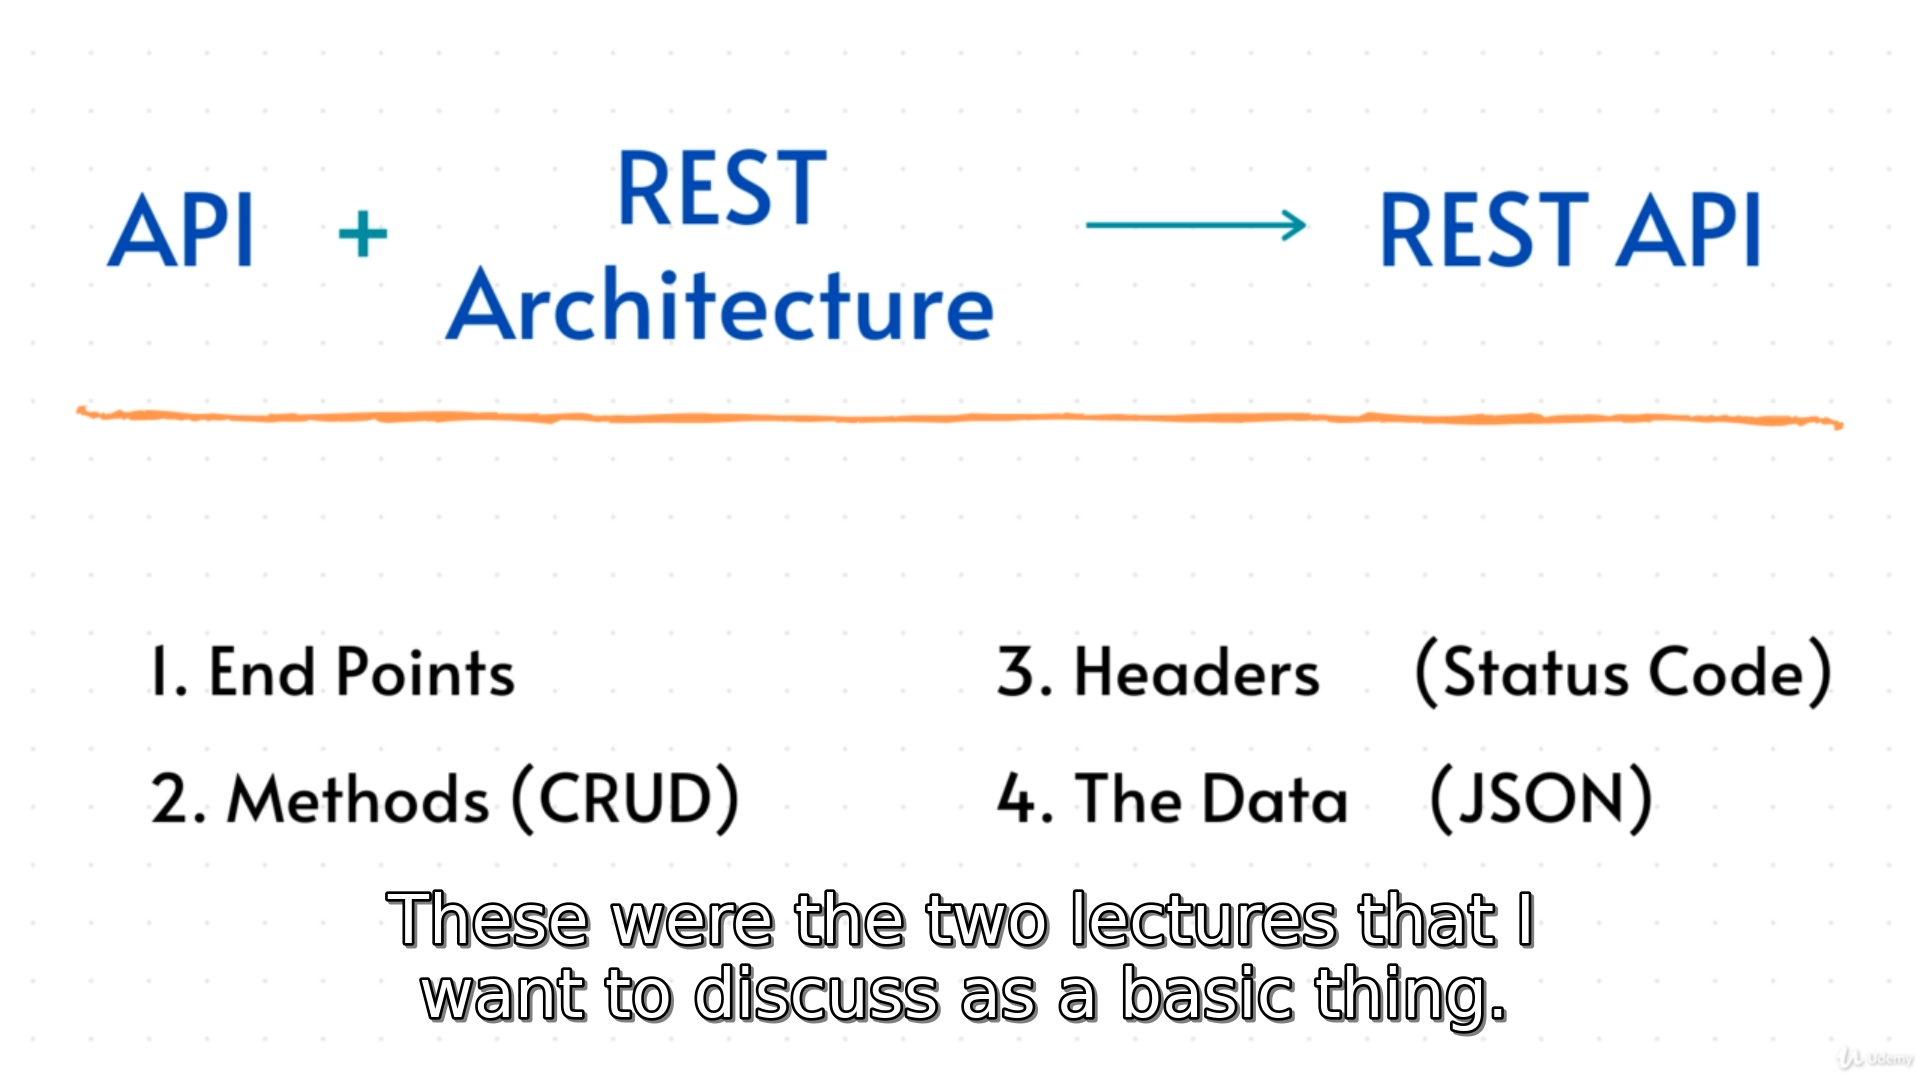 API + REST Architecture → REST API
1. End Points
2. Methods (CRUD)
3. Headers (Status Code)
4. The Data (JSON)
These were the two lectures that I
want to discuss as a basic thing.
Udemy